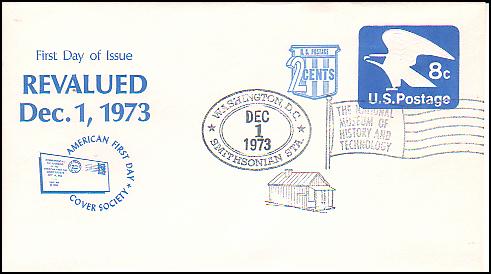 First Day of Issue
REVALUED
Dec. 1, 1973
AMERICAN FIRST DAY
COVER SOCIETY
U.S. POSTAGE
2 CENTS
WASHINGTON, D.C.
DEC
1
1973
SMITHSONIAN STA.
8c
U.S. Postage
THE NATIONAL
MUSEUM OF
HISTORY AND
TECHNOLOGY